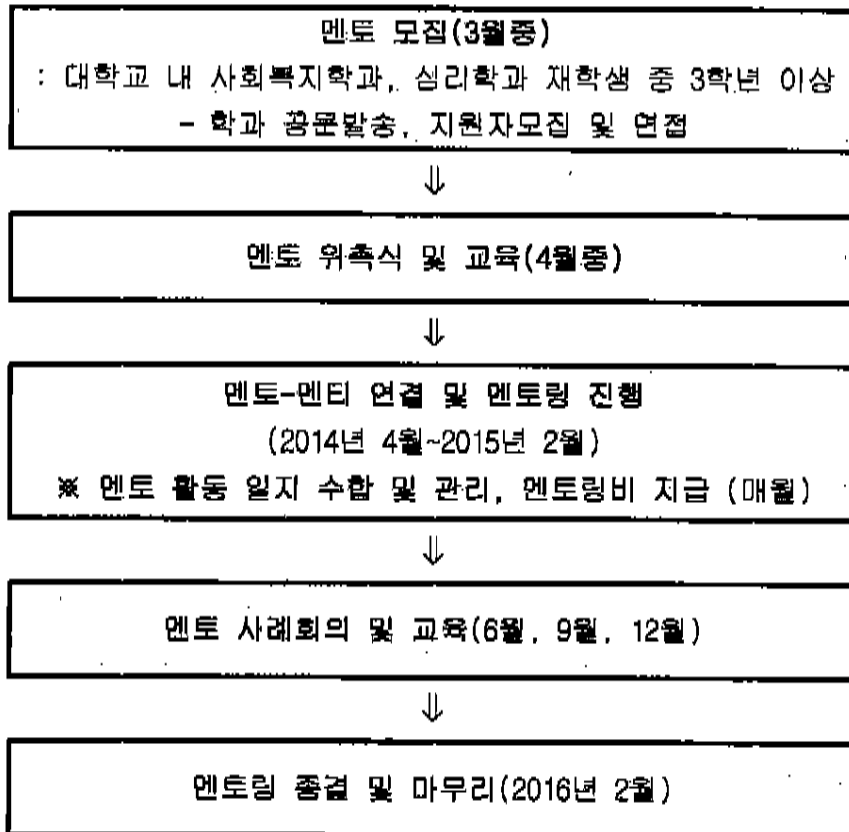 멘토 모집(3월중)
: 대학교 내 사회복지학과, 심리학과 재학생 중 3학년 이상
- 학과 공문발송, 지원자모집 및 면접
⇓
멘토 위촉식 및 교육(4월중)
⇓
멘토-멘티 연결 및 멘토링 진행
(2014년 4월~2015년 2월)
※ 멘토 활동 일지 수합 및 관리, 멘토링비 지급 (매월)
⇓
멘토 사례회의 및 교육(6월, 9월, 12월)
⇓
멘토링 종결 및 마무리(2016년 2월)